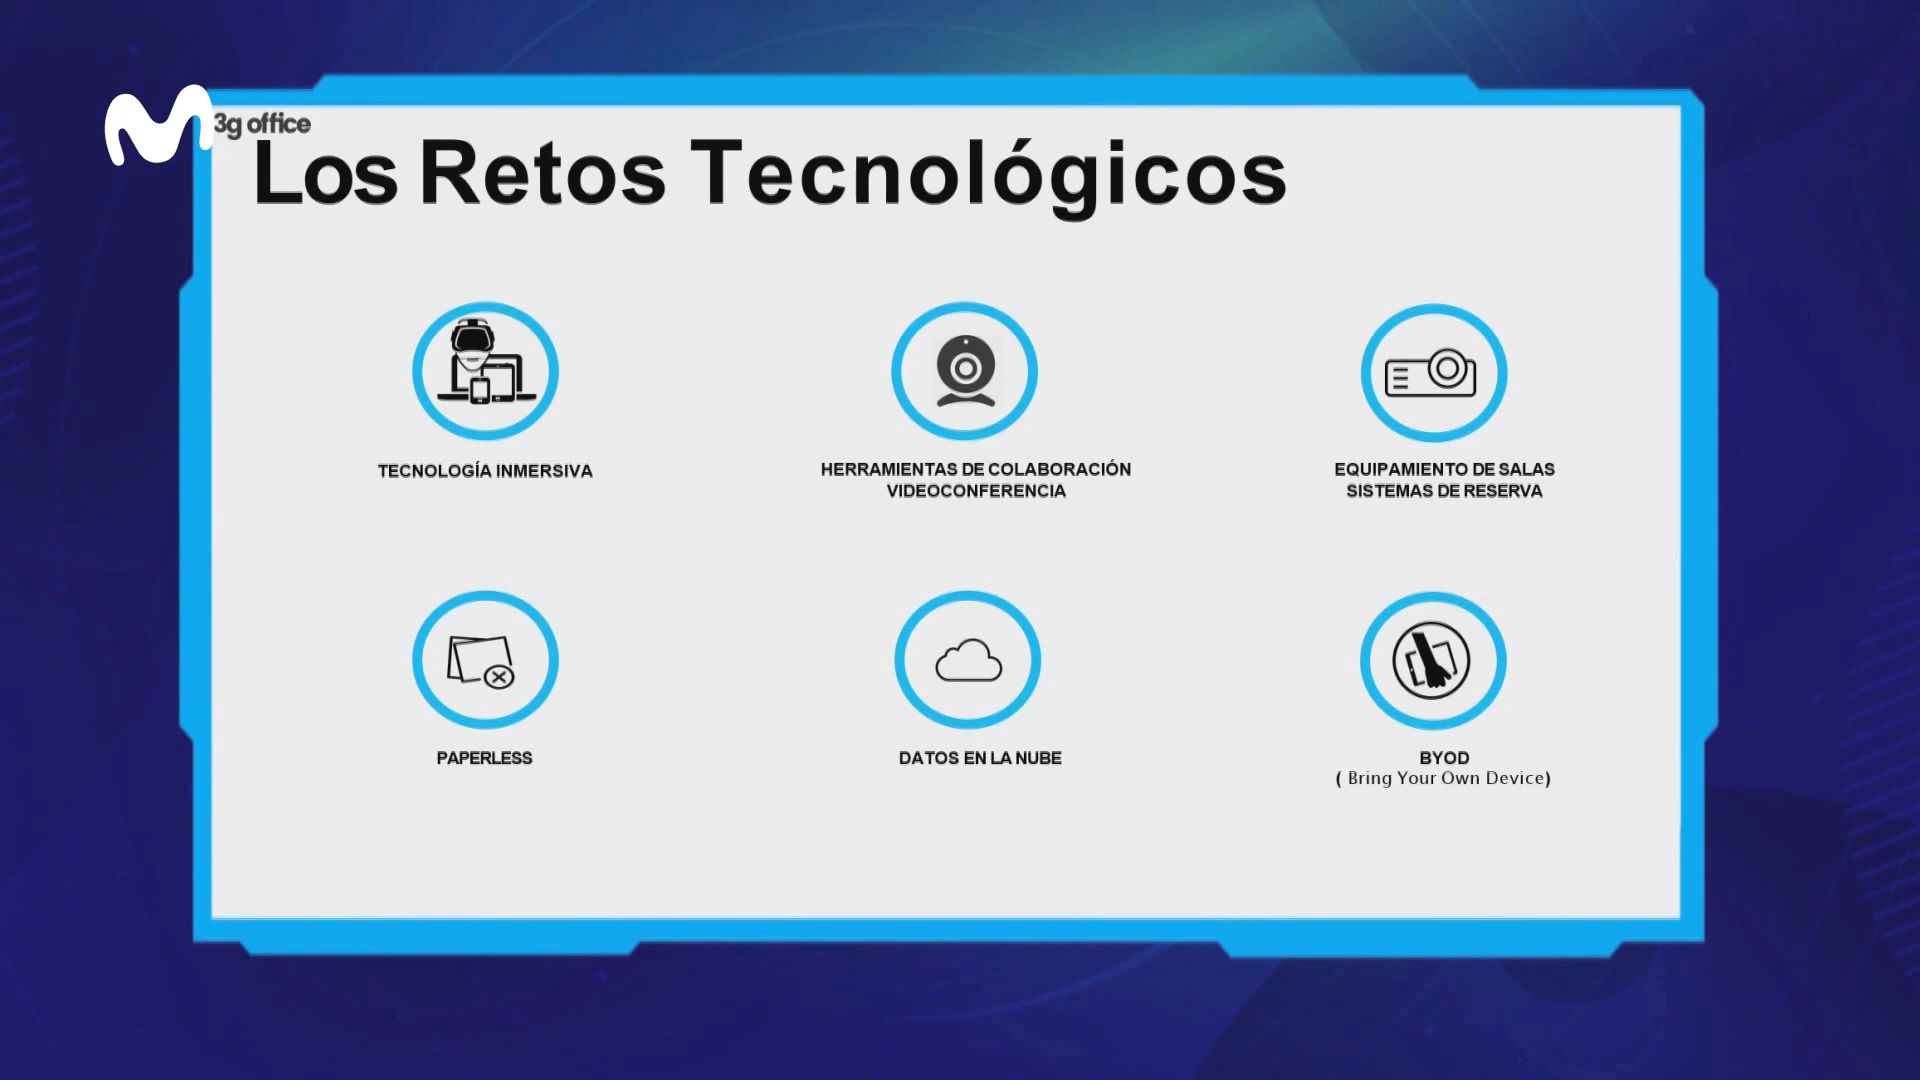 3g office
Los Retos Tecnológicos
TECNOLOGÍA INMERSIVA
HERRAMIENTAS DE COLABORACIÓN
VIDEOCONFERENCIA
EQUIPAMIENTO DE SALAS
SISTEMAS DE RESERVA
PAPERLESS
DATOS EN LA NUBE
BYOD
( Bring Your Own Device)